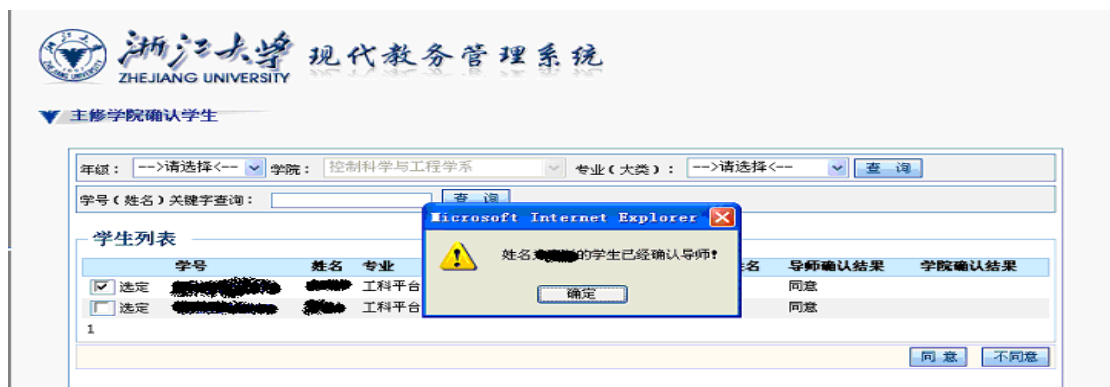 浙江大学 现代教务管理系统
ZHEJIANG UNIVERSITY
主修学院确认学生
年级： -->请选择<-- 学院： 控制科学与工程学系 专业(大类)： -->请选择<-- 查 询
学号(姓名)关键字查询： 查 询
Microsoft Internet Explorer
学生列表
姓名 的学生已经确认导师!
学号 姓名 专业 名 导师确认结果 学院确认结果
选定 工科平台 同意
确定
选定 工科平台 同意
1
同 意 不同意